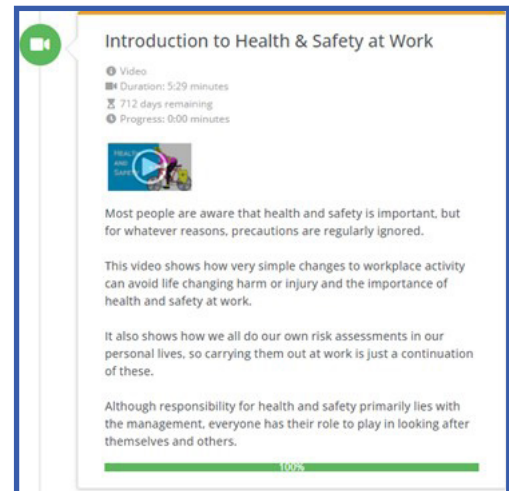 Introduction to Health & Safety at Work
Video
Duration: 5:29 minutes
712 days remaining
Progress: 0:00 minutes
HEALTH
AND
SAFETY
Most people are aware that health and safety is important, but
for whatever reasons, precautions are regularly ignored.
This video shows how very simple changes to workplace activity
can avoid life changing harm or injury and the importance of
health and safety at work.
It also shows how we all do our own risk assessments in our
personal lives, so carrying them out at work is just a continuation
of these.
Although responsibility for health and safety primarily lies with
the management, everyone has their role to play in looking after
themselves and others.
100%